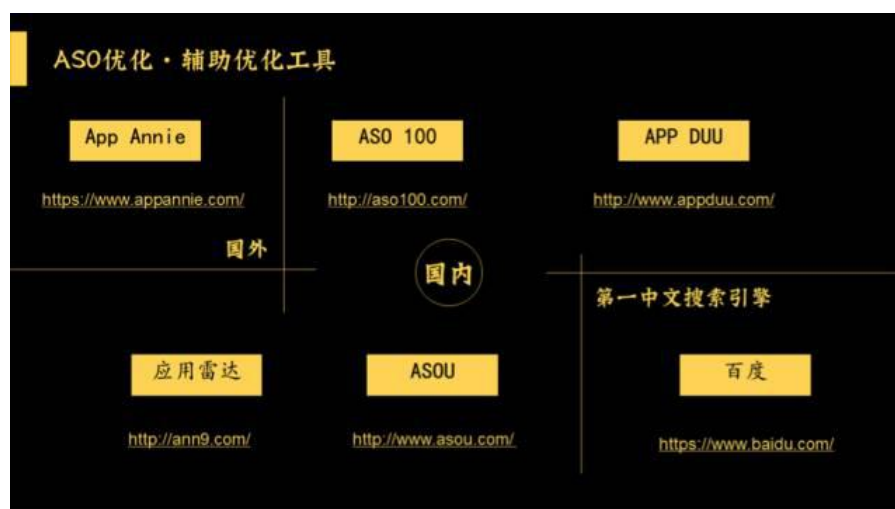 ASO优化·辅助优化工具
App Annie
ASO 100
APP DUU
https://www.appannie.com/
http://aso100.com/
http://www.appduu.com/
国外
国内
第一中文搜索引擎
应用雷达
ASOU
百度
http://ann9.com/
http://www.asou.com/
https://www.baidu.com/